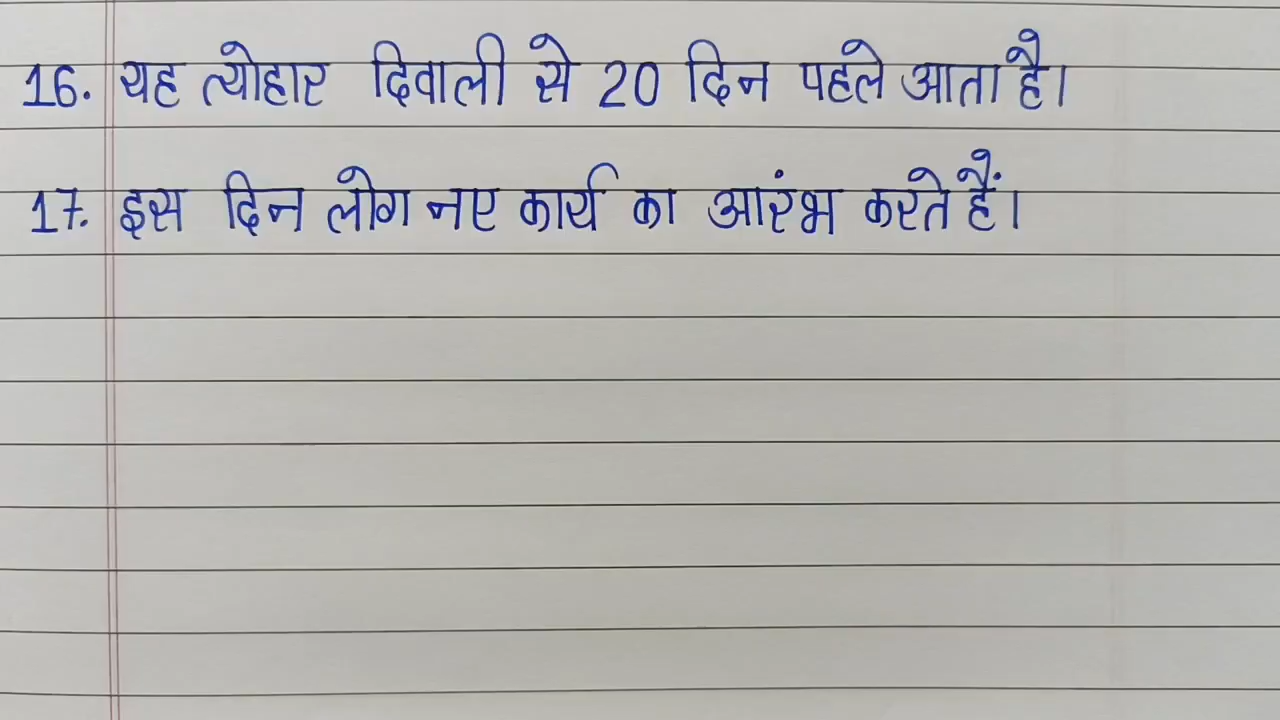 16. यह त्योहार दिवाली से 20 दिन पहले आता है।
17. इस दिन लोग नए कार्य का आरंभ करते हैं।